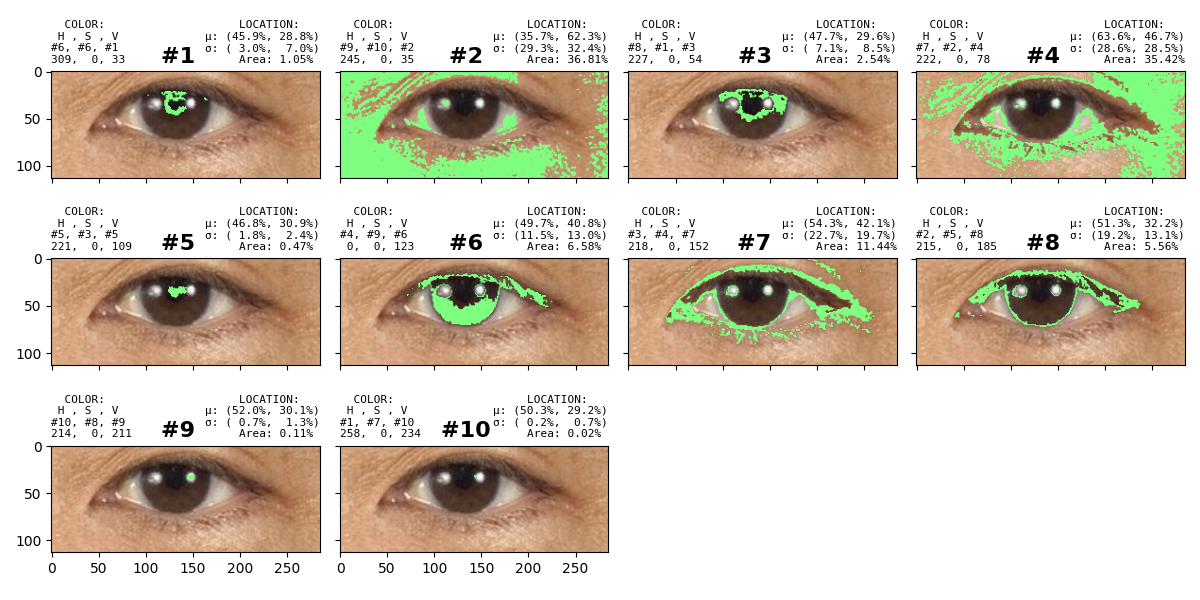 COLOR: LOCATION:
H , S , V μ: (45.9%, 28.8%)
#6, #6, #1 #1 σ: ( 3.0%, 7.0%)
309, 0, 33 Area: 1.05%
COLOR: LOCATION:
H , S , V μ: (35.7%, 62.3%)
#9, #10, #2 #2 σ: (29.3%, 32.4%)
245, 0, 35 Area: 36.81%
COLOR: LOCATION:
H , S , V μ: (47.7%, 29.6%)
#8, #1, #3 #3 σ: ( 7.1%, 8.5%)
227, 0, 54 Area: 2.54%
COLOR: LOCATION:
H , S , V μ: (63.6%, 46.7%)
#7, #2, #4 #4 σ: (28.6%, 28.5%)
222, 0, 78 Area: 35.42%
0
50
100
COLOR: LOCATION:
H , S , V μ: (46.8%, 30.9%)
#5, #3, #5 #5 σ: ( 1.8%, 2.4%)
221, 0, 109 Area: 0.47%
COLOR: LOCATION:
H , S , V μ: (49.7%, 40.8%)
#4, #9, #6 #6 σ: (11.5%, 13.0%)
0, 0, 123 Area: 6.58%
COLOR: LOCATION:
H , S , V μ: (54.3%, 42.1%)
#3, #4, #7 #7 σ: (22.7%, 19.7%)
218, 0, 152 Area: 11.44%
COLOR: LOCATION:
H , S , V μ: (51.3%, 32.2%)
#2, #5, #8 #8 σ: (19.2%, 13.1%)
215, 0, 185 Area: 5.56%
0
50
100
COLOR: LOCATION:
H , S , V μ: (52.0%, 30.1%)
#10, #8, #9 #9 σ: ( 0.7%, 1.3%)
214, 0, 211 Area: 0.11%
COLOR: LOCATION:
H , S , V μ: (50.3%, 29.2%)
#1, #7, #10 #10 σ: ( 0.2%, 0.7%)
258, 0, 234 Area: 0.02%
0
50
100
0 50 100 150 200 250
0 50 100 150 200 250